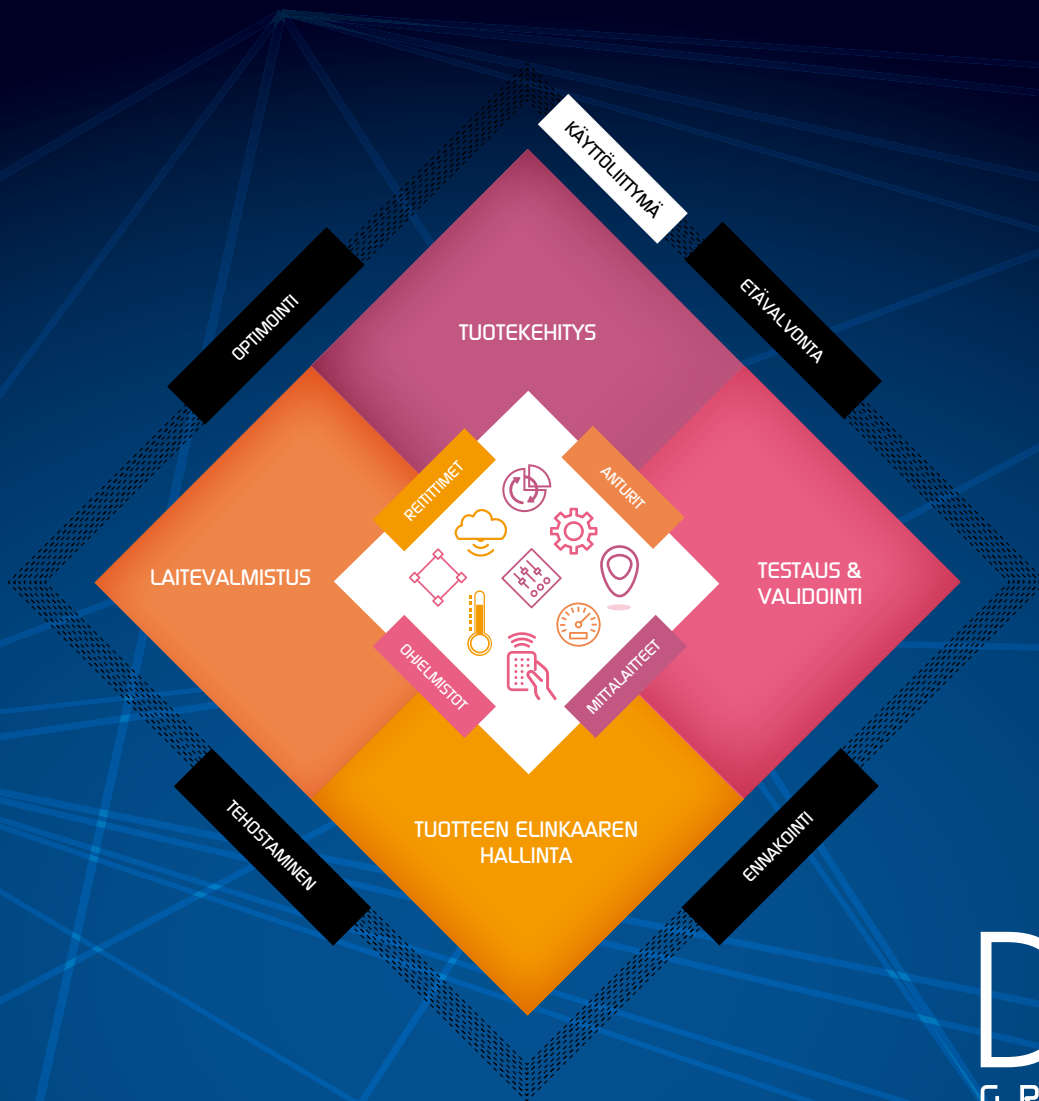 KÄYTTÖLIITTYMÄ
ETÄVALVONTA
OPTIMOINTI
TUOTEKEHITYS
REITITTIMET
ANTURIT
LAITEVALMISTUS
TESTAUS &
VALIDOINTI
OHJELMISTOT
MITTALAITTEET
TUOTTEEN ELINKAAREN
HALLINTA
TEHOSTAMINEN
ENNAKOINTI